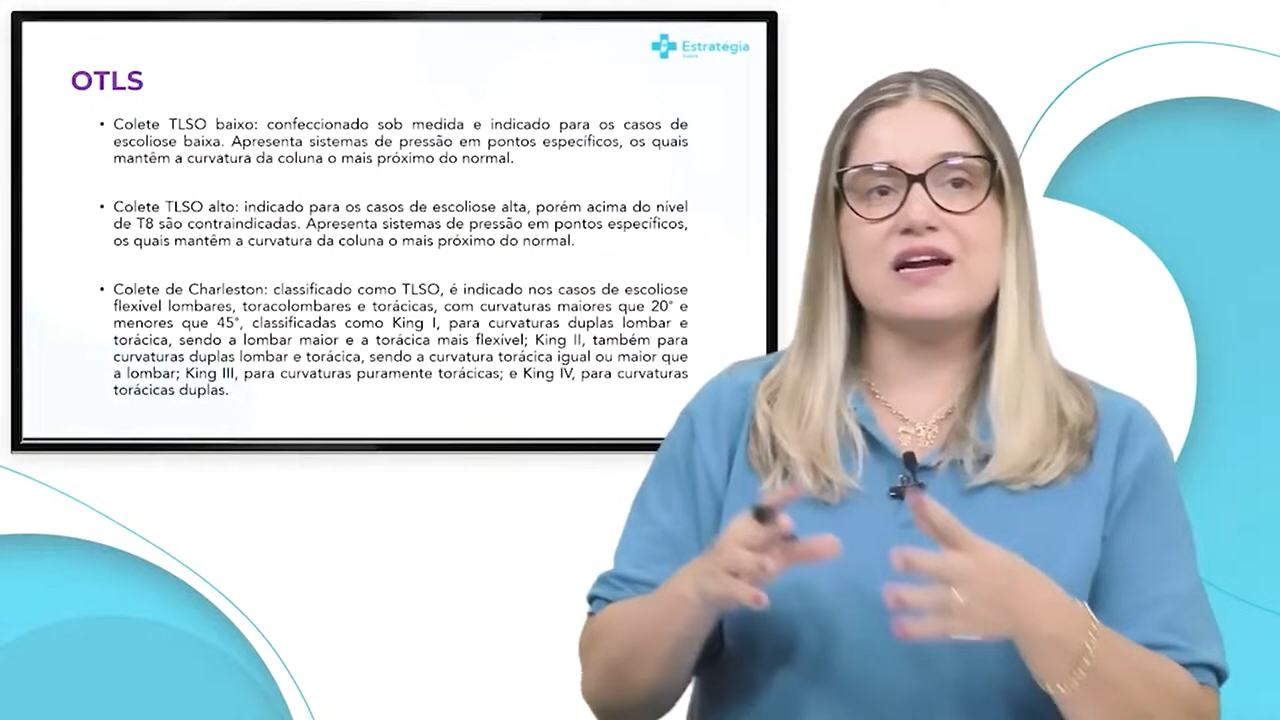 Estratégia
OTLS
• Colete TLSO baixo: confeccionado sob medida e indicado para os casos de
escoliose baixa. Apresenta sistemas de pressão em pontos específicos, os quais
mantêm a curvatura da coluna o mais próximo do normal.
• Colete TLSO alto: indicado para os casos de escoliose alta, porém acima do nível
de T8 são contraindicadas. Apresenta sistemas de pressão em pontos específicos,
os quais mantêm a curvatura da coluna o mais próximo do normal.
• Colete de Charleston: classificado como TLSO, é indicado nos casos de escoliose
flexível lombares, toracolombares e torácicas, com curvaturas maiores que 20° e
menores que 45°, classificadas como King I, para curvaturas duplas lombar e
torácica, sendo a lombar maior e a torácica mais flexível; King II, também para
curvaturas duplas lombar e torácica, sendo a curvatura torácica igual ou maior que
a lombar; King III, para curvaturas puramente torácicas; e King IV, para curvaturas
torácicas duplas.